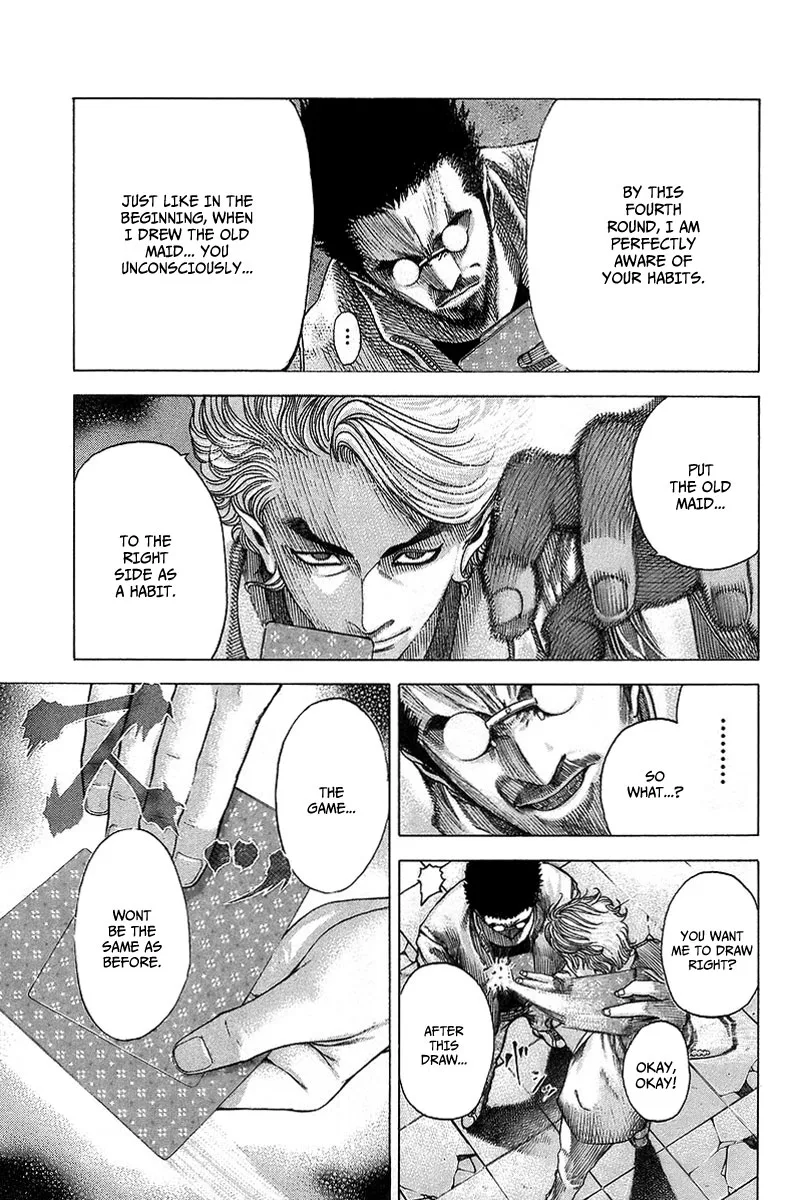 BY THIS
FOURTH
ROUND, I AM
PERFECTLY
AWARE OF
YOUR HABITS.
...
JUST LIKE IN THE
BEGINNING, WHEN
I DREW THE OLD
MAID... YOU
UNCONSCIOUSLY...
PUT
THE OLD
MAID...
TO THE
RIGHT
SIDE AS
A HABIT.
.........
SO
WHAT...?
YOU WANT
ME TO DRAW
RIGHT?
OKAY,
OKAY!
AFTER
THIS
DRAW...
THE
GAME...
WONT
BE THE
SAME AS
BEFORE.